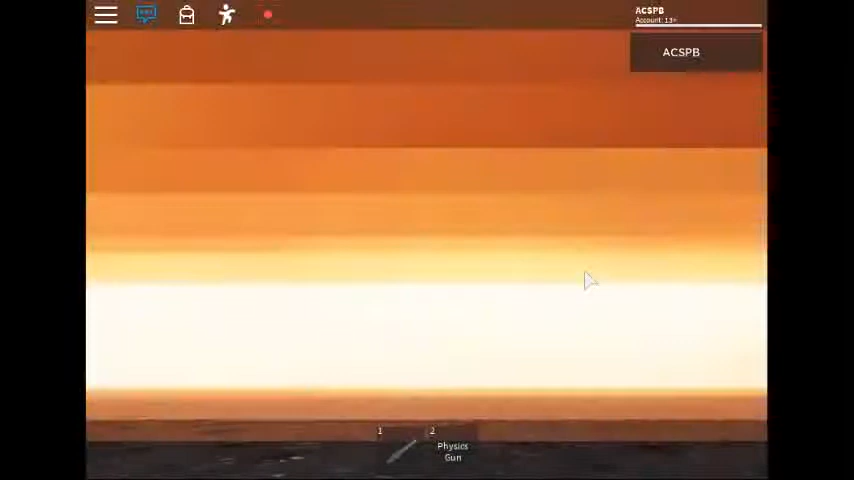 ACSPB
Account: 13+
ACSPB
1
2
Physics
Gun